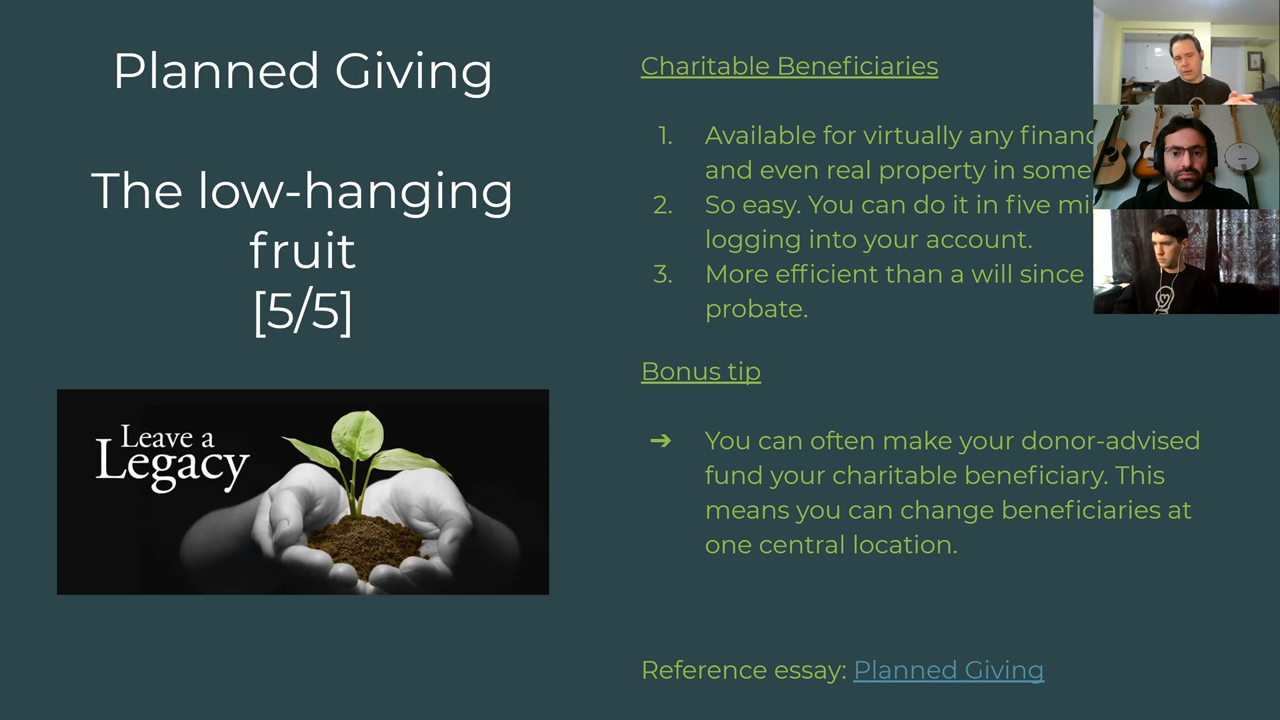 Planned Giving
The low-hanging
fruit
[5/5]
Leave a
Legacy
Charitable Beneficiaries
1. Available for virtually any
and even real property in some
2. So easy. You can do it in five
logging into your account.
3. More efficient than a will since
probate.
Bonus tip
➔ You can often make your donor-advised
fund your charitable beneficiary. This
means you can change beneficiaries at
one central location.
Reference essay: Planned Giving